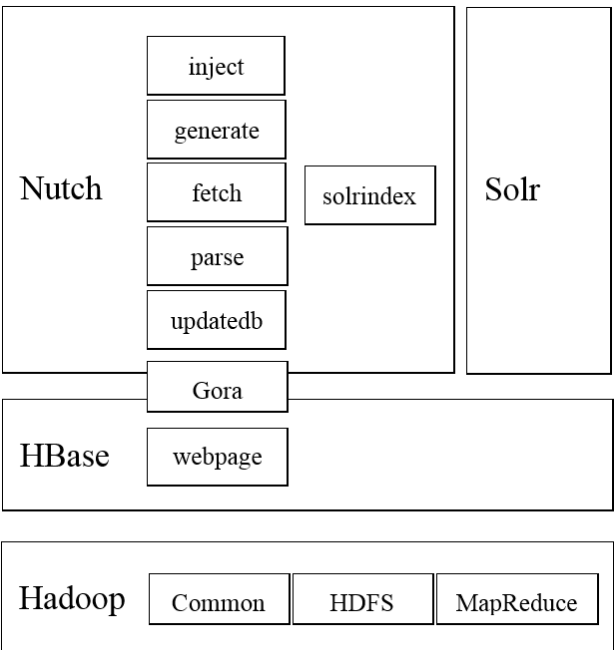 inject
generate
Nutch
fetch
solrindex
Solr
parse
updatedb
Gora
HBase
webpage
Hadoop
Common
HDFS
MapReduce